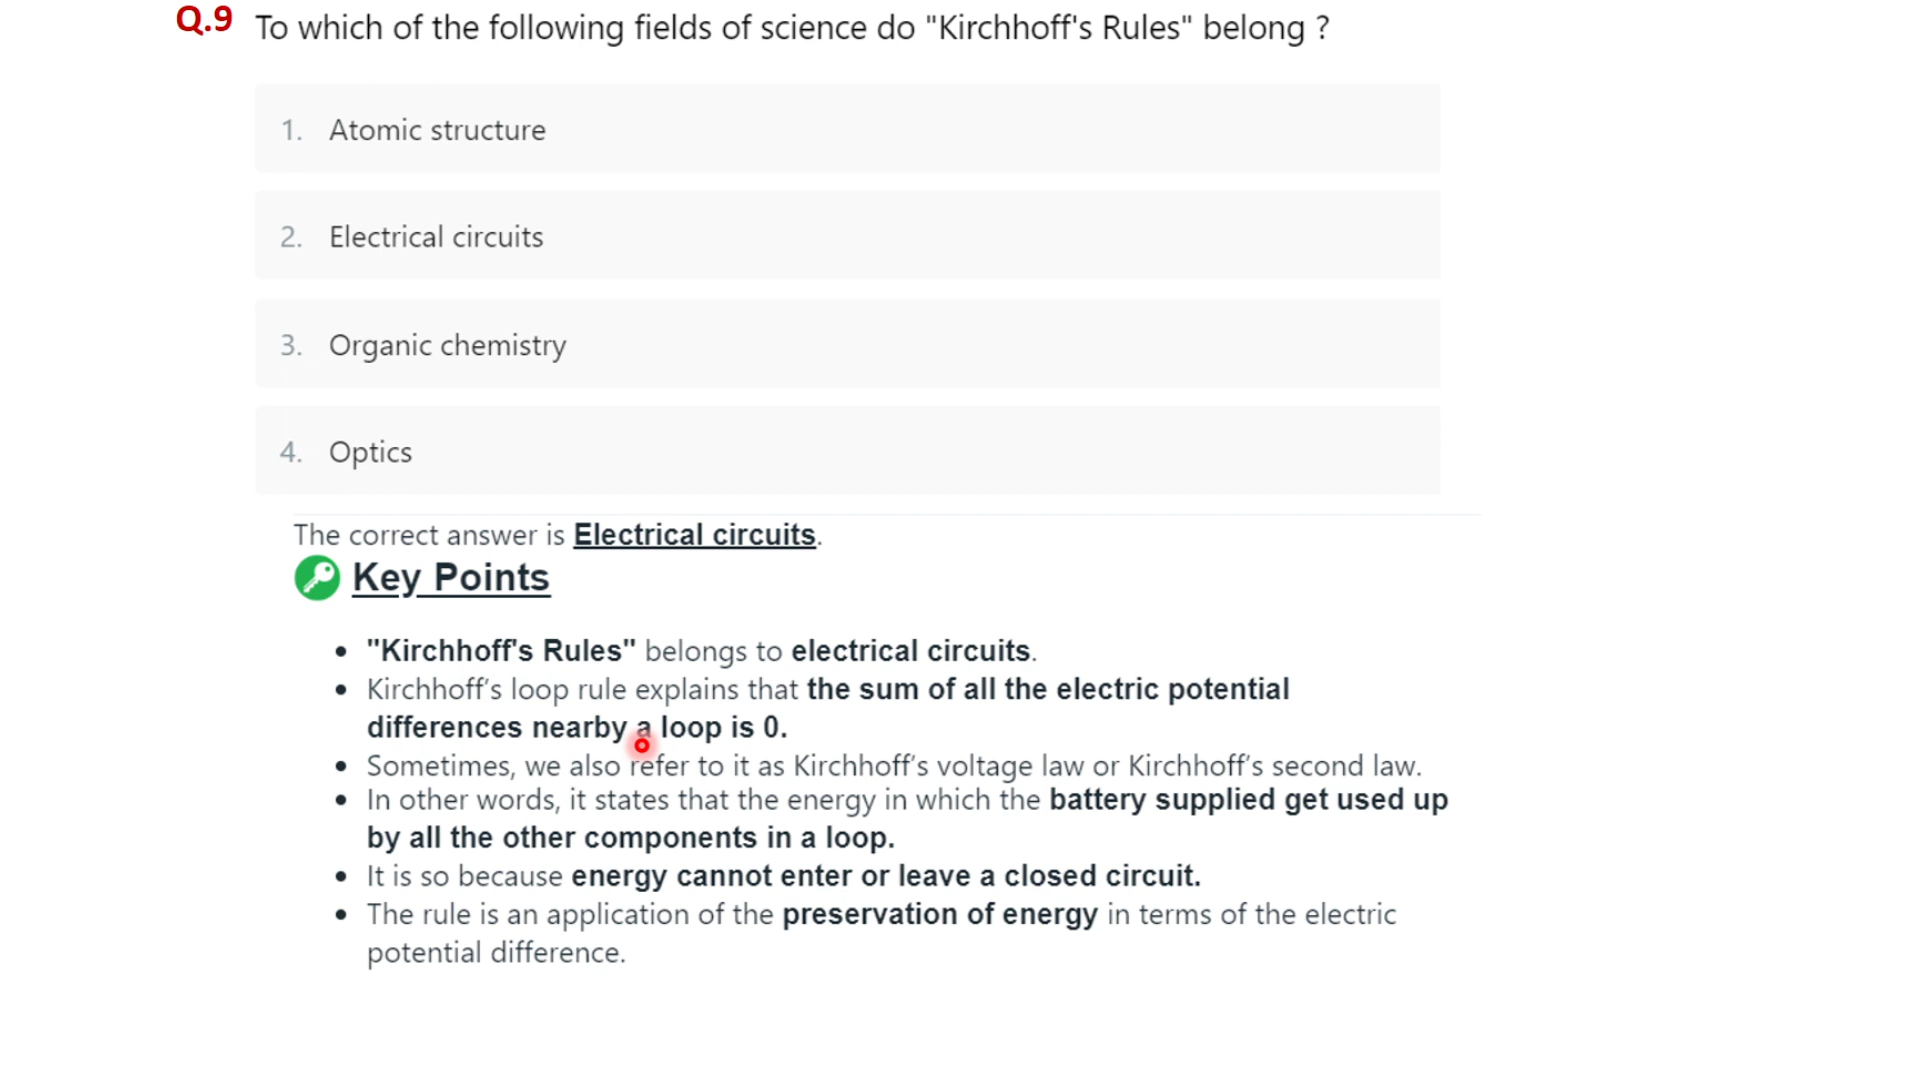 Q.9 To which of the following fields of science do "Kirchhoff's Rules" belong ?
1. Atomic structure
2. Electrical circuits
3. Organic chemistry
4. Optics
The correct answer is Electrical circuits.
Key Points
• "Kirchhoff's Rules" belongs to electrical circuits.
• Kirchhoff’s loop rule explains that the sum of all the electric potential
differences nearby a loop is 0.
• Sometimes, we also refer to it as Kirchhoff’s voltage law or Kirchhoff’s second law.
• In other words, it states that the energy in which the battery supplied get used up
by all the other components in a loop.
• It is so because energy cannot enter or leave a closed circuit.
• The rule is an application of the preservation of energy in terms of the electric
potential difference.